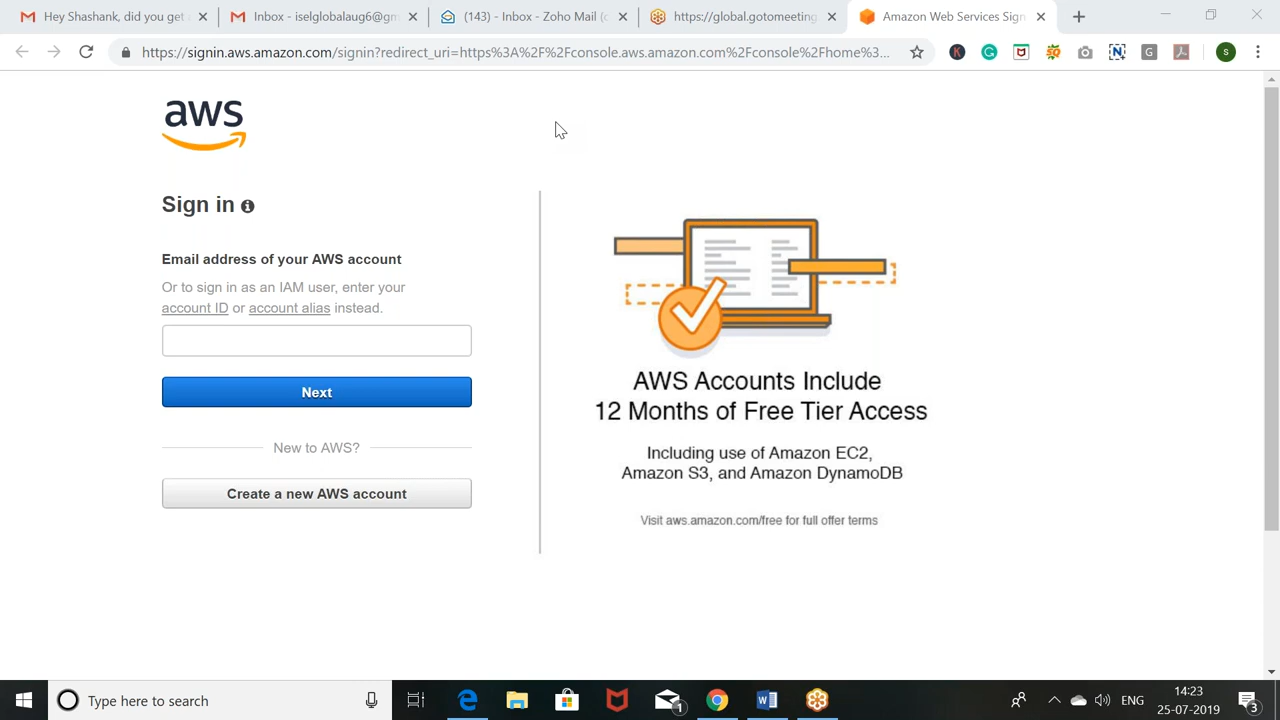 Hey Shashank, did you get
Inbox - iselglobalaug6@gm
(143) - Inbox - Zoho Mail (c
https://global.gotomeeting
Amazon Web Services Sign
https://signin.aws.amazon.com/signin?redirect_uri=https%3A%2F%2Fconsole.aws.amazon.com%2Fconsole%2Fhome%3...
aws
Sign in
Email address of your AWS account
Or to sign in as an IAM user, enter your
account ID or account alias instead.
Next
New to AWS?
Create a new AWS account
AWS Accounts Include
12 Months of Free Tier Access
Including use of Amazon EC2,
Amazon S3, and Amazon DynamoDB
Visit aws.amazon.com/free for full offer terms
Type here to search
1
ENG
14:23
25-07-2019
3